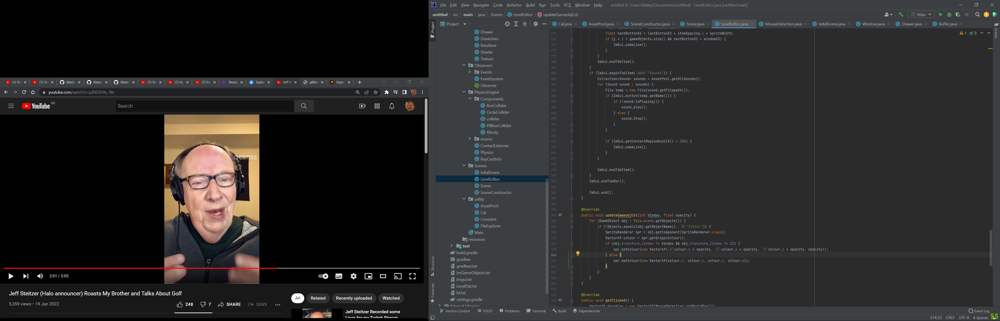 (1) Yo
(1) Te
Mario
Mario
Mario
(7) Sta
(7) Hy
(7) Eas
Result
Explor
Jeff St
glBind
Kayn
youtube.com/watch?v=pZ0D5h9x_1M
YouTube GB
Search
cameo
2:01 / 3:05
Jeff Steitzer (Halo announcer) Roasts My Brother and Talks About Golf
5,359 views • 19 Jan 2022
248
7
SHARE
SAVE
All
Related
Recently uploaded
Watched
Jeff Steitzer Recorded some
Lines for my Twitch Stream
File Edit View Navigate Code Refactor Build Run Tools VCS Window Help
untitled [C:\Users\Bailey\Documents\untitled] - LevelEditor.java [untitled.main]
untitled src main java Scenes LevelEditor updateGameobjCol
Main
Project
Project
Cal.java
AssetPool.java
SceneConstructor.java
Scene.java
LevelEditor.java
MouseDetection.java
InitalScene.java
Window.java
Drawer.java
Buffer.java
Gradle
Drawer
DrawLines
Renderer
Shader
Texture
Observers
Events
EventSystem
Observer
PhysicsEngine
Components
BoxCollider
CircleCollider
collider
PillBoxCollider
RBody
enums
ContactListerner
Physics
RayCastInfo
Scenes
InitalScene
LevelEditor
Scene
SceneConstructor
utility
AssetPool
Cal
Constant
FileExplorer
Main
resources
test
build.gradle
gradlew
gradlew.bat
ImGameObjects.txt
imgui.ini
LevelDat.txt
lvl.txt
settings.gradle
External Libraries
Structure
Favorites
1 9
275 float nextButtonX2 = lastButtonX2 + itemSpacing.x + spriteWidth;
276 if (i + 1 < gameObjects.size() && nextButtonX2 < windowX2) {
277 ImGui.sameLine();
278 }
279 }
280 ImGui.endTabItem();
281 }
282 if (ImGui.beginTabItem( label: "Sounds")) {
283 Collection<Sound> sounds = AssetPool.getAllSounds();
284 for (Sound sound : sounds) {
285 File temp = new File(sound.getFilepath());
286 if (ImGui.button(temp.getName())) {
287 if (!sound.isPlaying()) {
288 sound.play();
289 } else {
290 sound.Stop();
291 }
292 }
293
294 if (ImGui.getContentRegionAvailX() > 100) {
295 ImGui.sameLine();
296 }
297 }
298
299 ImGui.endTabItem();
300 }
301 ImGui.endTabBar();
302
303 ImGui.end();
304 }
305
306 @Override
307 public void updateGameobjCol(int Vindex, float opacity) {
308 for (GameObject obj : this.scene.getObjects()) {
309 if (!Objects.equals(obj.getObjectName(), b: "Editor")) {
310 SpriteRenderer spr = obj.getComponent(SpriteRenderer.class);
311 Vector4f colour = spr.getOriginColour();
312 if (obj.transform.Zindex != Vindex && obj.transform.Zindex != 21) {
313 spr.setColour(new Vector4f( x: colour.x * opacity, y: colour.y * opacity, z: colour.z * opacity, opacity));
314 } else {
315 spr.setColour(new Vector4f(colour.x, colour.y, colour.z, colour.w));
316 }
317 }
318 }
319 }
320
321 @Override
322 public void getClicked() {
Vector2f mouseloc = new Vector2f(MouseDetection.calWorldPos());
Version Control TODO Problems Terminal Build Dependencies
Event Log
314:25 CRLF UTF-8 4 spaces
55